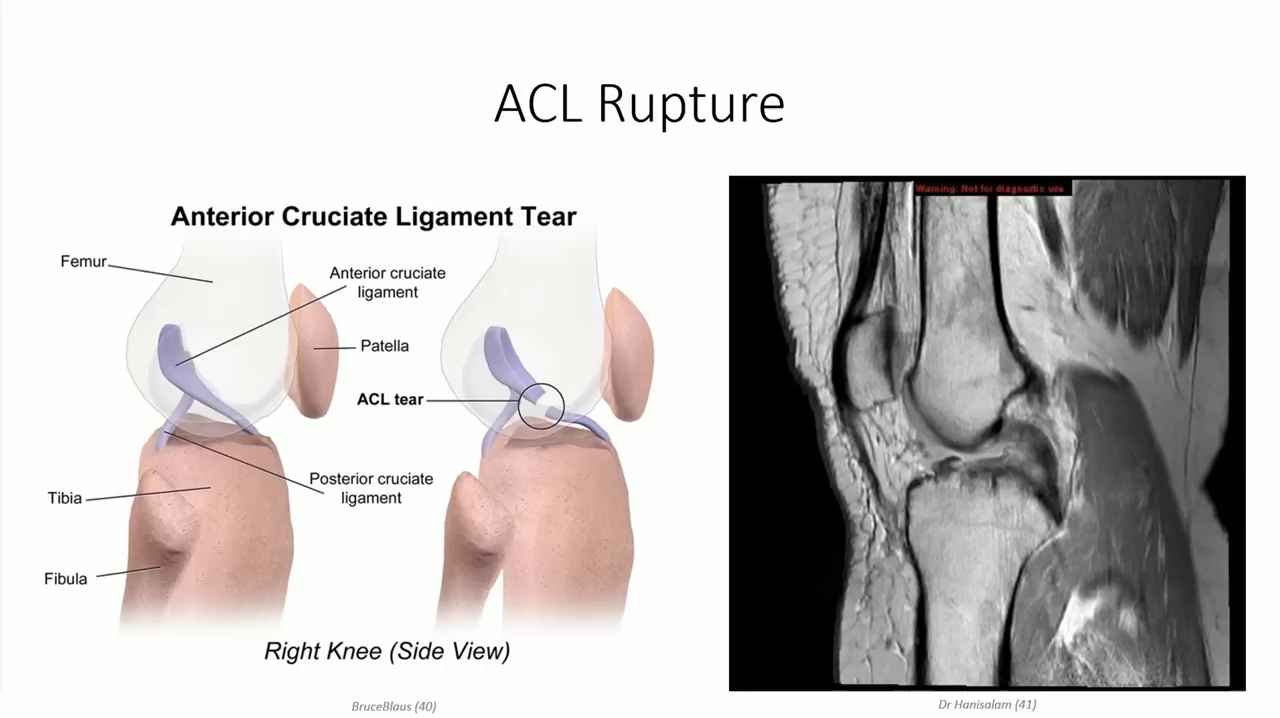 ACL Rupture
Anterior Cruciate Ligament Tear
Femur
Anterior cruciate
ligament
Patella
ACL tear
Posterior cruciate
ligament
Tibia
Fibula
Right Knee (Side View)
BruceBlaus (40)
Warning: Not for diagnostic use
Dr Hanisalam (41)